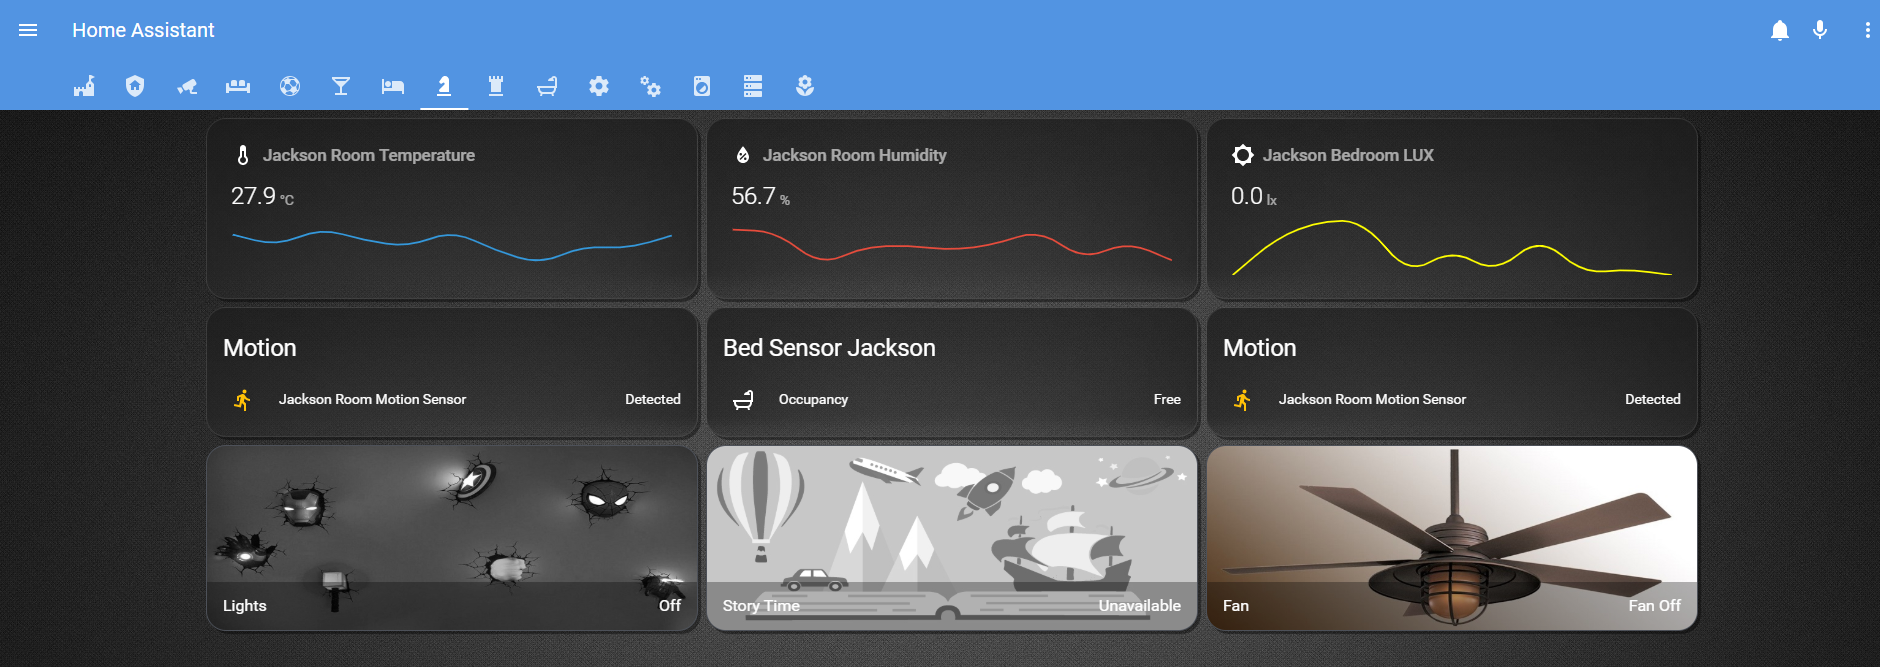 Home Assistant
Jackson Room Temperature
27.9 °C
Jackson Room Humidity
56.7 %
Jackson Bedroom LUX
0.0 lx
Motion
Jackson Room Motion Sensor Detected
Bed Sensor Jackson
Occupancy Free
Motion
Jackson Room Motion Sensor Detected
Lights Off
Story Time Unavailable
Fan Fan Off